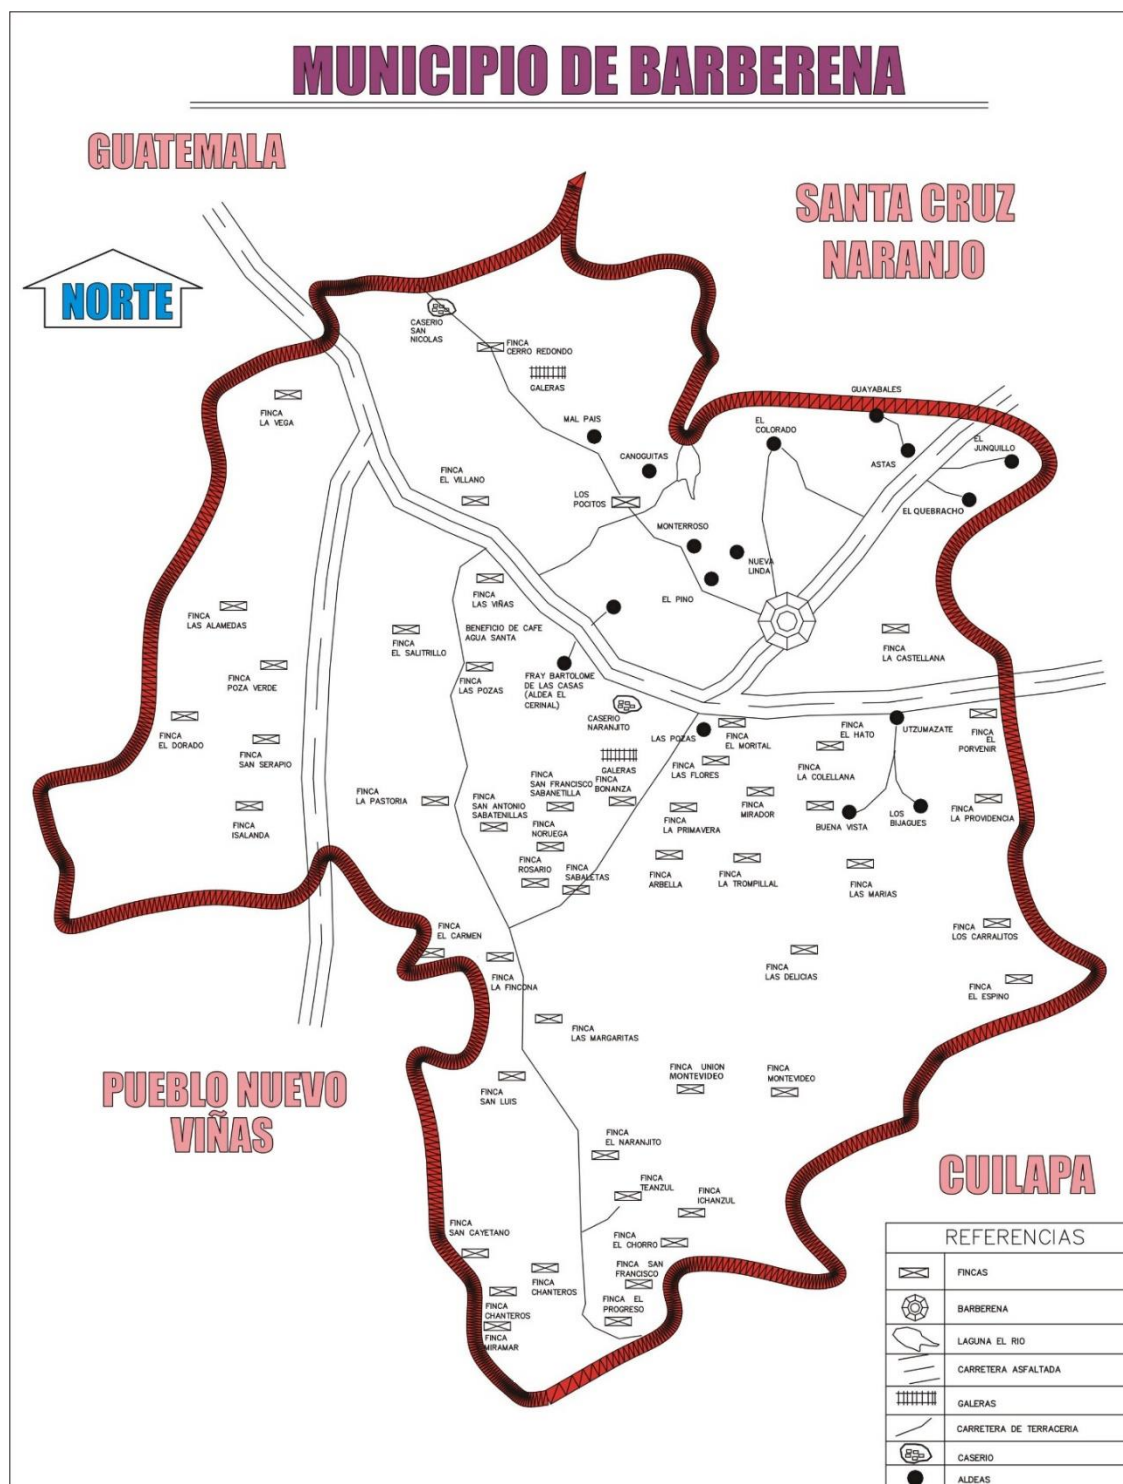 MUNICIPIO DE BARBERENA
GUATEMALA
SANTA CRUZ
NARANJO
NORTE
CASERIO
SAN
NICOLAS
FINCA
CERRO REDONDO
GALERAS
FINCA
LA VEGA
MAL PAIS
CANOGUITAS
EL
COLORADO
GUAYABALES
ASTAS
EL
JUNQUILLO
EL QUEBRACHO
FINCA
EL VILLANO
LOS
POCITOS
MONTERROSO
NUEVA
LINDA
EL PINO
FINCA
LAS VIÑAS
FINCA
LAS ALAMEDAS
FINCA
EL SALITRILLO
BENEFICIO DE CAFE
AGUA SANTA
FINCA
LAS POZAS
FRAY BARTOLOME
DE LAS CASAS
(ALDEA EL
CERINAL)
FINCA
LA CASTELLANA
FINCA
POZA VERDE
FINCA
EL DORADO
FINCA
SAN SERAPIO
CASERIO
NARANJITO
LAS POZAS
FINCA
EL MORITAL
FINCA
EL HATO
UTZUMAZATE
FINCA
EL
PORVENIR
GALERAS
FINCA
LAS FLORES
FINCA
LA COLELLANA
FINCA
ISALANDA
FINCA
LA PASTORIA
FINCA
SAN ANTONIO
SABATENILLAS
FINCA
SAN FRANCISCO
SABANETILLA
FINCA
BONANZA
FINCA
LA PRIMAVERA
FINCA
MIRADOR
BUENA VISTA
LOS
BIJAGUES
FINCA
LA PROVIDENCIA
FINCA
NORUEGA
FINCA
ROSARIO
FINCA
SABALETAS
FINCA
ARBELLA
FINCA
LA TROMPILLAL
FINCA
LAS MARIAS
FINCA
EL CARMEN
FINCA
LA FINCONA
FINCA
LOS CARRALITOS
FINCA
LAS DELICIAS
FINCA
EL ESPINO
FINCA
LAS MARGARITAS
PUEBLO NUEVO
VIÑAS
FINCA
SAN LUIS
FINCA UNION
MONTEVIDEO
FINCA
MONTEVIDEO
FINCA
EL NARANJITO
FINCA
TEANZUL
FINCA
ICHANZUL
CUILAPA
FINCA
SAN CAYETANO
FINCA
EL CHORRO
FINCA SAN
FRANCISCO
FINCA
CHANTEROS
FINCA
CHANTEROS
FINCA EL
PROGRESO
FINCA
MIRAMAR
REFERENCIAS
FINCAS
BARBERENA
LAGUNA EL RIO
CARRETERA ASFALTADA
GALERAS
CARRETERA DE TERRACERIA
CASERIO
ALDEAS